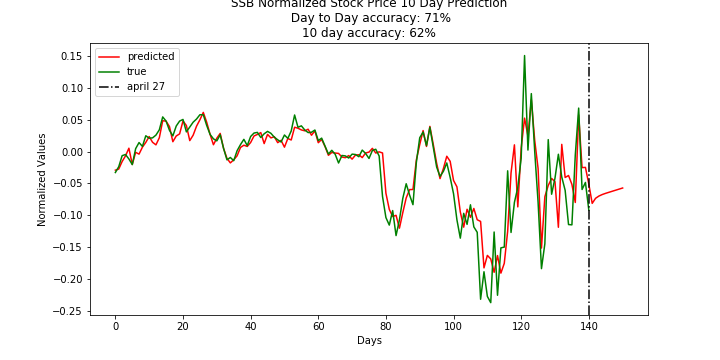 SSB Normalized Stock Price 10 Day Prediction
Day to Day accuracy: 71%
10 day accuracy: 62%
predicted
true
april 27
0.15
0.10
0.05
0.00
−0.05
−0.10
−0.15
−0.20
−0.25
Normalized Values
0 20 40 60 80 100 120 140
Days